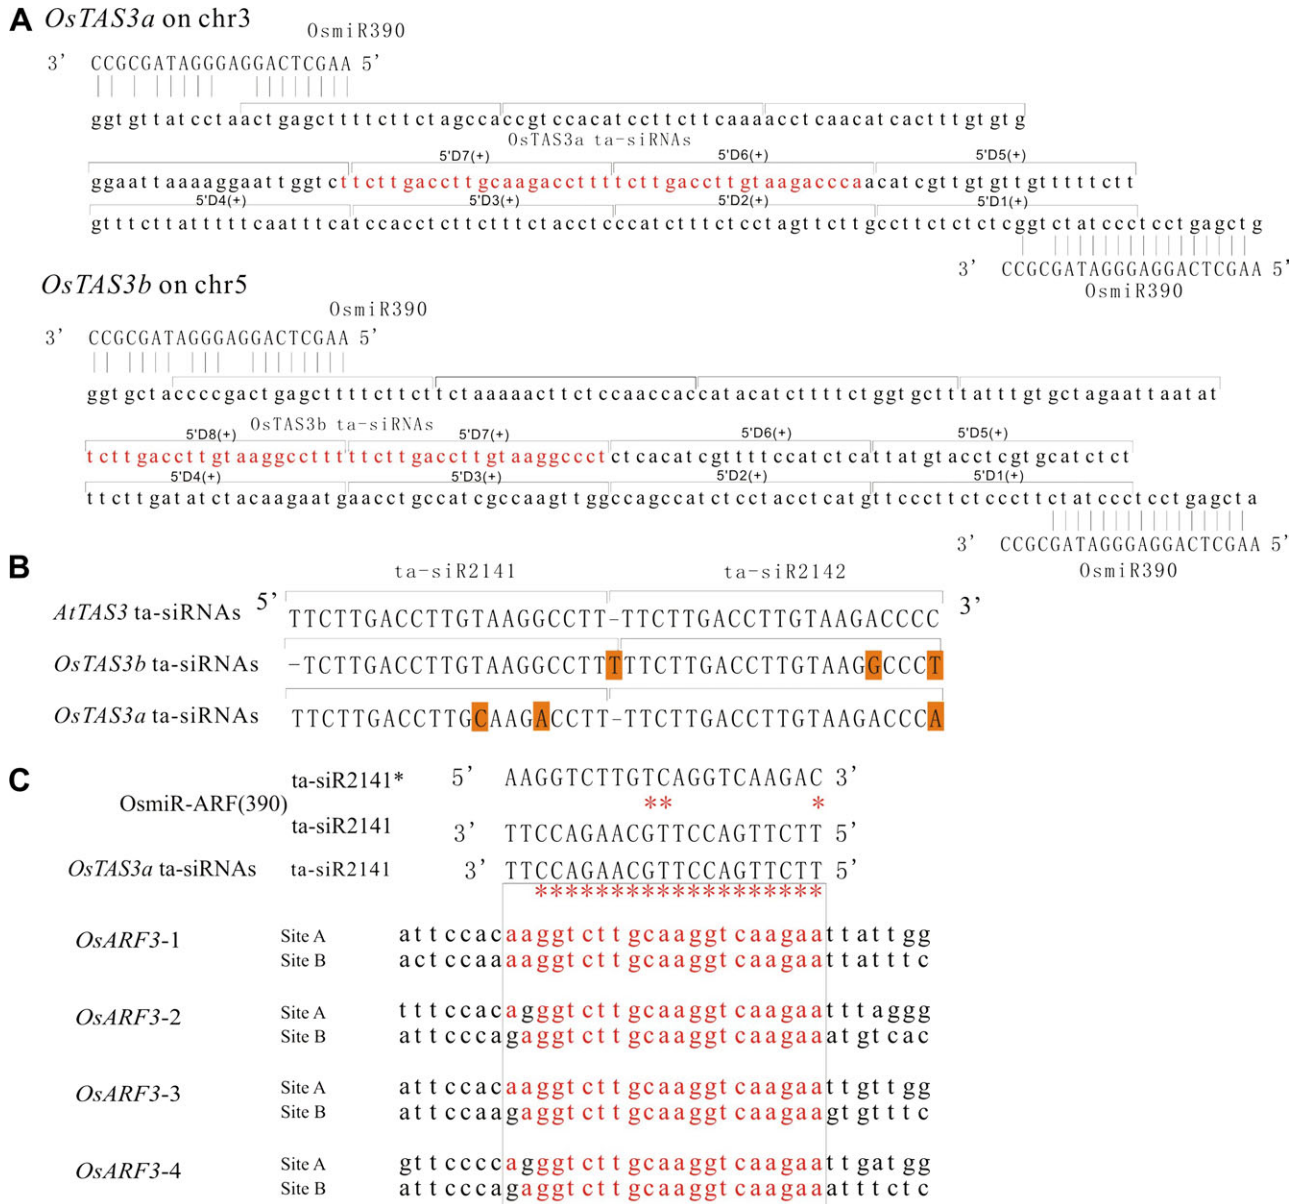 A OsTAS3a on chr3
OsmiR390
3' CCGCGATAGGGAGGACTCGAA 5'
ggtgttatcctaactgagcttttcttctagccaccgtccacatccttcttcaaaacctcaacatcactttgtgtg
OsTAS3a ta-siRNAs
5'D7(+) 5'D6(+) 5'D5(+)
ggaattaaaaggaattggtcttcttgaccttgcaagaccttttcttgaccttgtaagacccaacatcgttgtgttgtttttctt
5'D4(+) 5'D3(+) 5'D2(+) 5'D1(+)
gtttcttatttttcaatttcatccacctcttctttctacctcccatctttctcctagttcttgccttctctctcggtctatccctcctgagctg
3' CCGCGATAGGGAGGACTCGAA 5'
OsmiR390
OsTAS3b on chr5
OsmiR390
3' CCGCGATAGGGAGGACTCGAA 5'
ggtgctaccccgactgagcttttcttcttctaaaaacttctccaaccaccatacatcttttctggtgctttatttgtgctagaattaatat
OsTAS3b ta-siRNAs
5'D8(+) 5'D7(+) 5'D6(+) 5'D5(+)
tcttgaccttgtaaggccttttttcttgaccttgtaaggccctctcacatcgttttccatctcattatgtacctcgtgcatctct
5'D4(+) 5'D3(+) 5'D2(+) 5'D1(+)
ttcttgatatctacaagaatgaacctgccatcgccaagttggccagccatctcctacctcatgttcccttctcccttctatccctcctgagcta
3' CCGCGATAGGGAGGACTCGAA 5'
OsmiR390
B ta-siR2141 ta-siR2142
AtTAS3 ta-siRNAs 5' TTCTTGACCTTGTAAGGCCTT-TTCTTGACCTTGTAAGACCCC 3'
OsTAS3b ta-siRNAs -TCTTGACCTTGTAAGGCCTTTTTCTTGACCTTGTAAGGCCCT
OsTAS3a ta-siRNAs TTCTTGACCTTGCAAGACCTT-TTCTTGACCTTGTAAGACCCA
C ta-siR2141* 5' AAGGTCTTGTCAGGTCAAGAC 3'
OsmiR-ARF(390) ** *
ta-siR2141 3' TTCCAGAACGTTCCAGTTCTT 5'
OsTAS3a ta-siRNAs ta-siR2141 3' TTCCAGAACGTTCCAGTTCTT 5'
*******************
OsARF3-1 Site A attccacaaggtcttgcaaggtcaagaattattgg
Site B actccaaaaggtcttgcaaggtcaagaattatttc
OsARF3-2 Site A tttccacagggtcttgcaaggtcaagaatttaggg
Site B attcccagaggtcttgcaaggtcaagaaatgtcac
OsARF3-3 Site A attccacaaggtcttgcaaggtcaagaattgttgg
Site B attccaagaggtcttgcaaggtcaagaagtgtttc
OsARF3-4 Site A gttccccagggtcttgcaaggtcaagaattgatgg
Site B attcccagaggtcttgcaaggtcaagaaatttctc